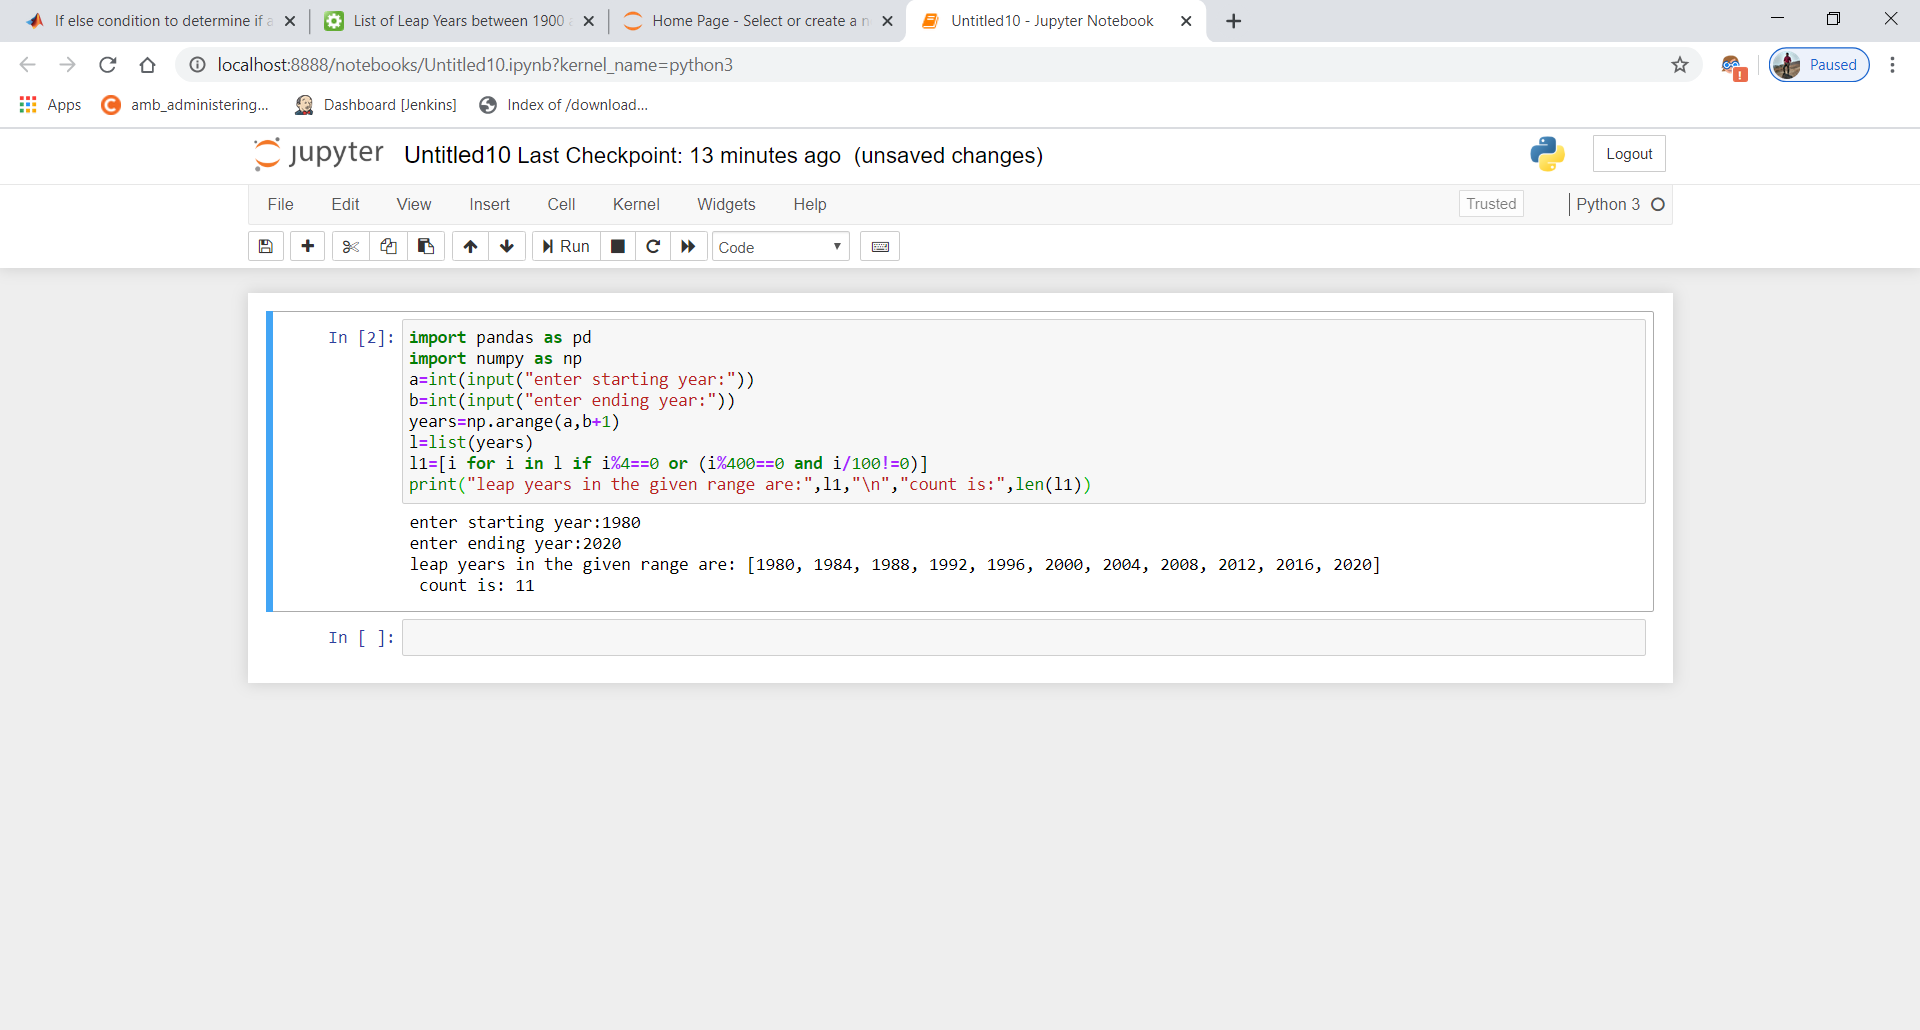 If else condition to determine if a
List of Leap Years between 1900 a
Home Page - Select or create a n
Untitled10 - Jupyter Notebook
localhost:8888/notebooks/Untitled10.ipynb?kernel_name=python3
Paused
Apps
amb_administering...
Dashboard [Jenkins]
Index of /download...
jupyter
Untitled10 Last Checkpoint: 13 minutes ago (unsaved changes)
Logout
File Edit View Insert Cell Kernel Widgets Help
Trusted
Python 3
Run
Code
In [2]: import pandas as pd
import numpy as np
a=int(input("enter starting year:"))
b=int(input("enter ending year:"))
years=np.arange(a,b+1)
l=list(years)
l1=[i for i in l if i%4==0 or (i%400==0 and i/100!=0)]
print("leap years in the given range are:",l1,"\n","count is:",len(l1))
enter starting year:1980
enter ending year:2020
leap years in the given range are: [1980, 1984, 1988, 1992, 1996, 2000, 2004, 2008, 2012, 2016, 2020]
count is: 11
In [ ]: